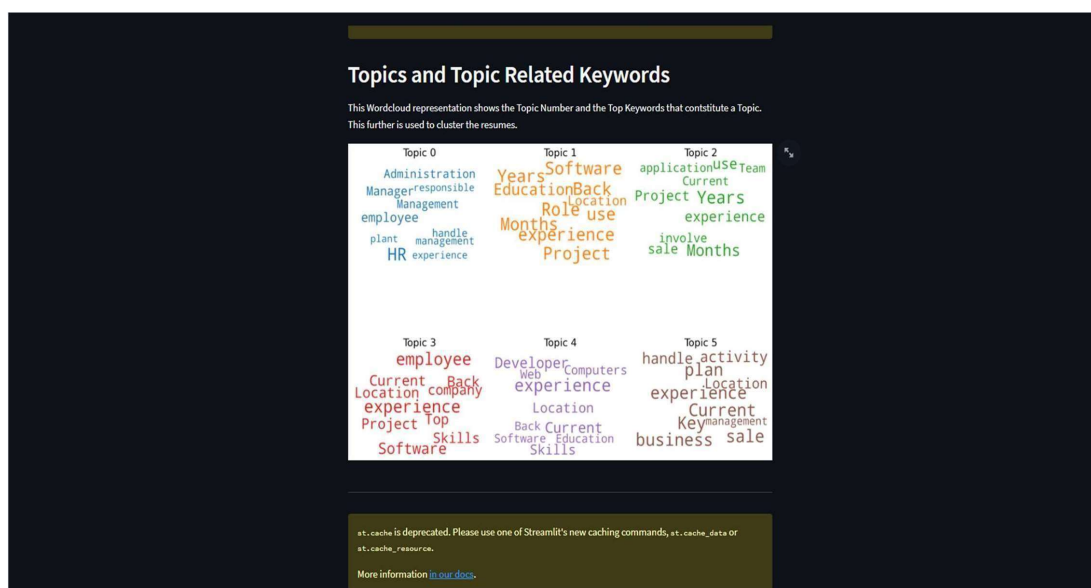 Topics and Topic Related Keywords
This Wordcloud representation shows the Topic Number and the Top Keywords that contstitute a Topic.
This further is used to cluster the resumes.
Topic 0
Administration
Manager responsible
Management
employee
plant handle
management
HR experience
Topic 1
Years Software
Education Back
Location
Role use
Months
experience
Project
Topic 2
application use Team
Current
Project Years
experience
involve
sale Months
Topic 3
employee
Current Back
Location company
experience
Project Top
Skills
Software
Topic 4
Developer
Web Computers
experience
Location
Back Current
Software Education
Skills
Topic 5
handle activity
plan
Location
experience
Current
Key management
business sale
st.cache is deprecated. Please use one of Streamlit's new caching commands, st.cache_data or
st.cache_resource.
More information in our docs.